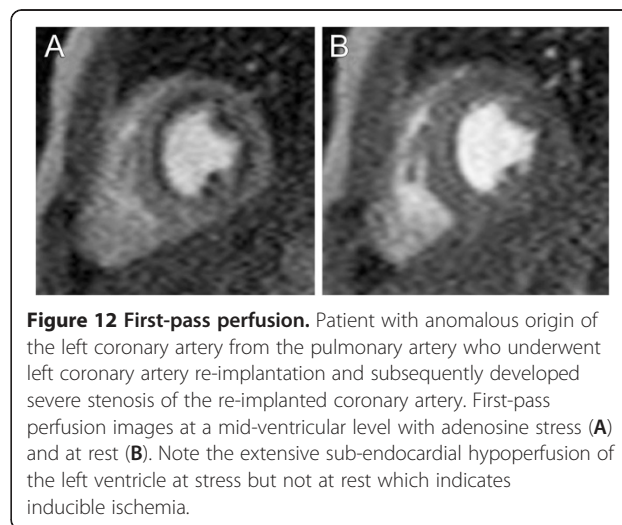 A
B
Figure 12 First-pass perfusion. Patient with anomalous origin of
the left coronary artery from the pulmonary artery who underwent
left coronary artery re-implantation and subsequently developed
severe stenosis of the re-implanted coronary artery. First-pass
perfusion images at a mid-ventricular level with adenosine stress (A)
and at rest (B). Note the extensive sub-endocardial hypoperfusion of
the left ventricle at stress but not at rest which indicates
inducible ischemia.